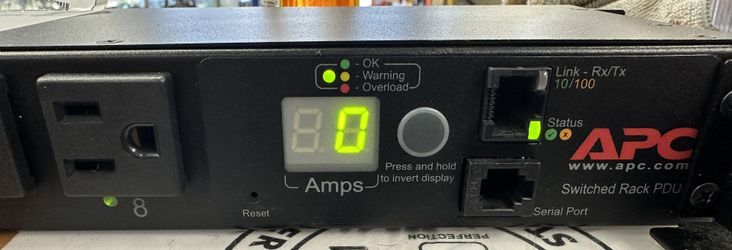 - OK
- Warning
- Overload
Link - Rx/Tx
10/100
Status
0
Press and hold
to invert display
Amps
APC
www.apc.com
Switched Rack PDU
8
Reset
Serial Port
PERFECTION